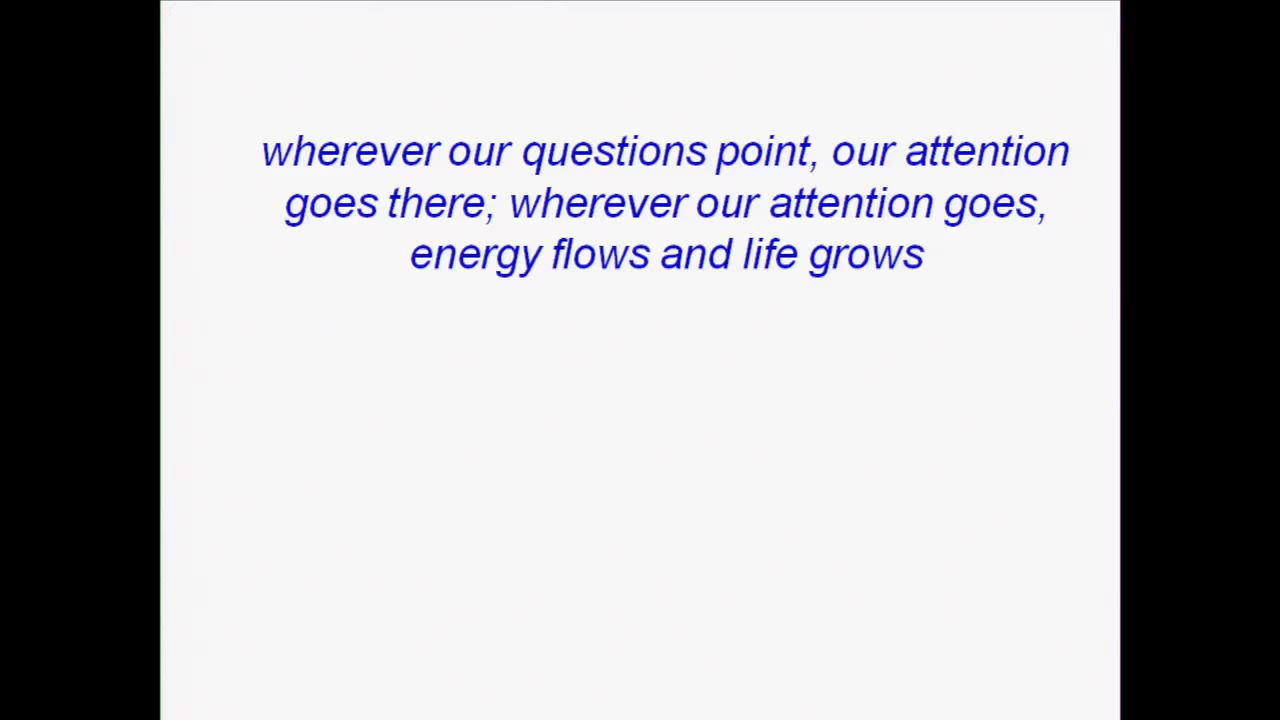 wherever our questions point, our attention
goes there; wherever our attention goes,
energy flows and life grows